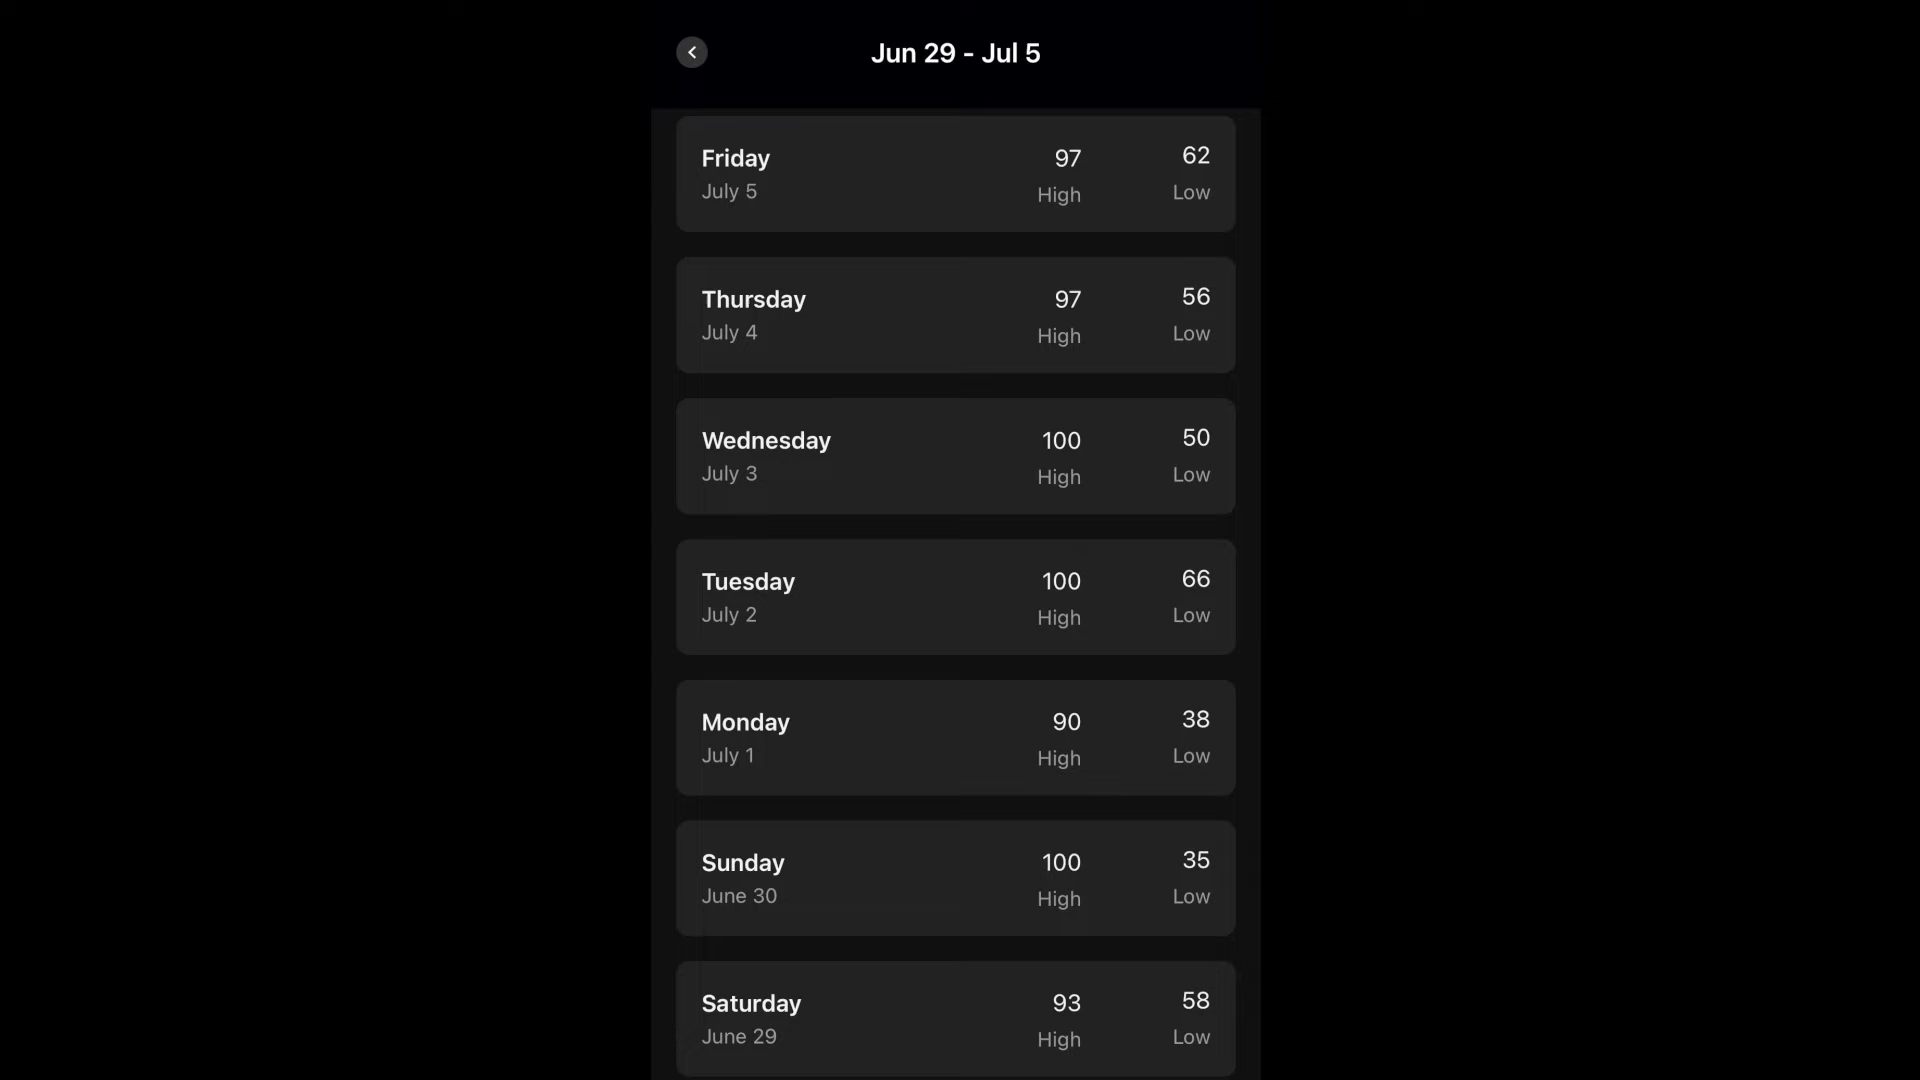 Jun 29 - Jul 5
Friday 97 62
July 5 High Low
Thursday 97 56
July 4 High Low
Wednesday 100 50
July 3 High Low
Tuesday 100 66
July 2 High Low
Monday 90 38
July 1 High Low
Sunday 100 35
June 30 High Low
Saturday 93 58
June 29 High Low